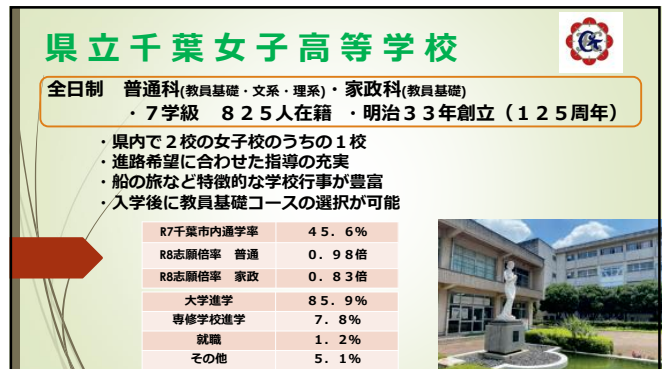 県立千葉女子高等学校
全日制 普通科(教員基礎・文系・理系)・家政科(教員基礎)
・７学級 ８２５人在籍 ・明治３３年創立（１２５周年）
・県内で２校の女子校のうちの１校
・進路希望に合わせた指導の充実
・船の旅など特徴的な学校行事が豊富
・入学後に教員基礎コースの選択が可能
R7千葉市内通学率 ４５．６％
R8志願倍率 普通 ０．９８倍
R8志願倍率 家政 ０．８３倍
大学進学 ８５．９％
専修学校進学 ７．８％
就職 １．２％
その他 ５．１％